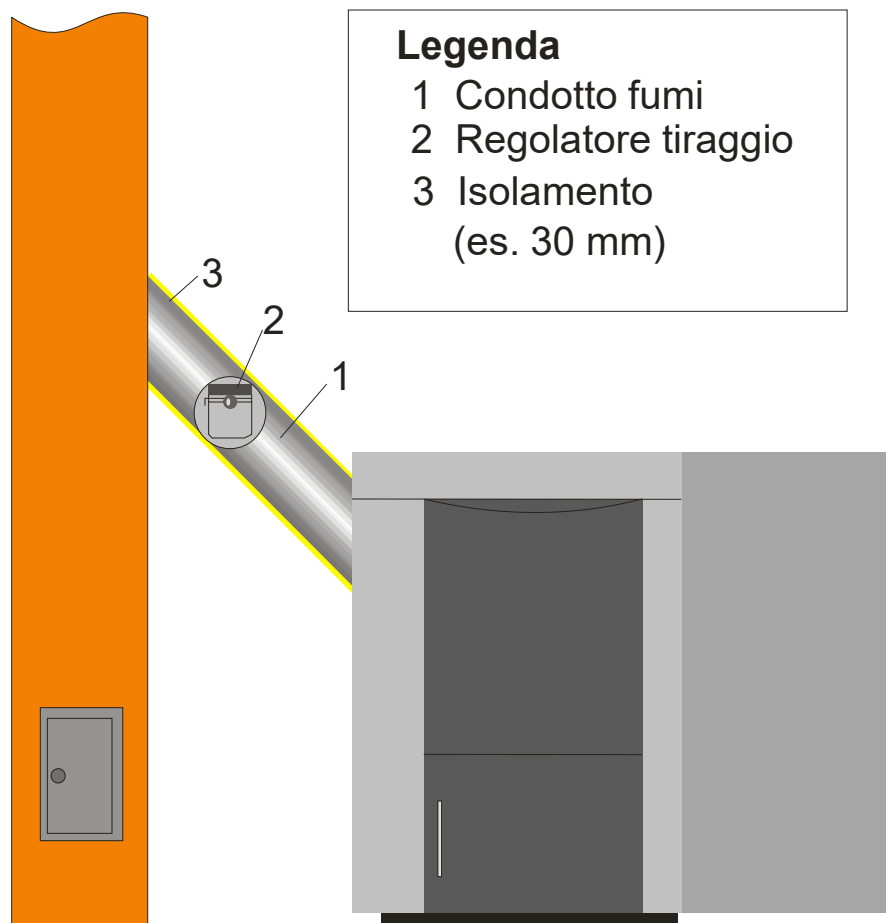 Legenda
1 Condotto fumi
2 Regolatore tiraggio
3 Isolamento
(es. 30 mm)
3
2
1